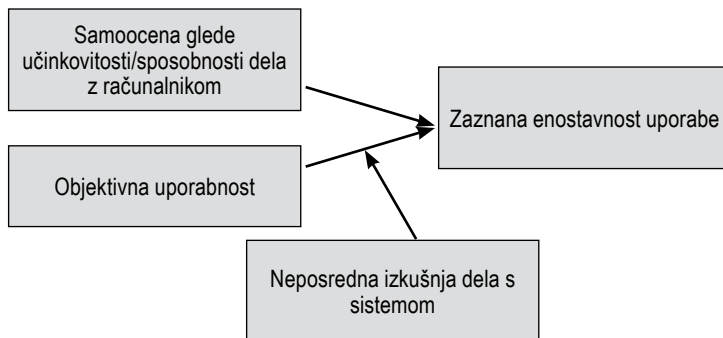 Samoocena glede
učinkovitosti/sposobnosti dela
z računalnikom
Zaznana enostavnost uporabe
Objektivna uporabnost
Neposredna izkušnja dela s
sistemom